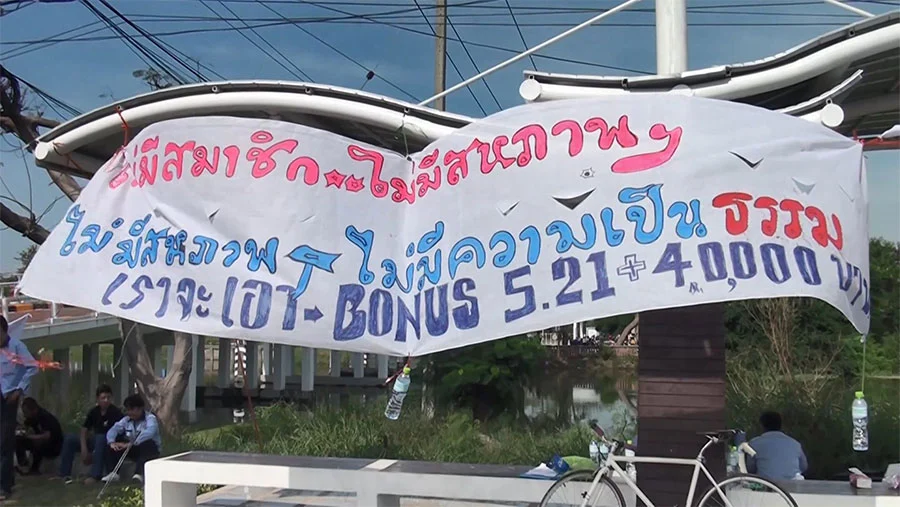 ไม่มีสมาชิก...ไม่มีสหภาพฯ
ไม่มีสหภาพฯ ไม่มีความเป็นธรรม
เราจะเอา → BONUS 5.21 + 40,000 บาท